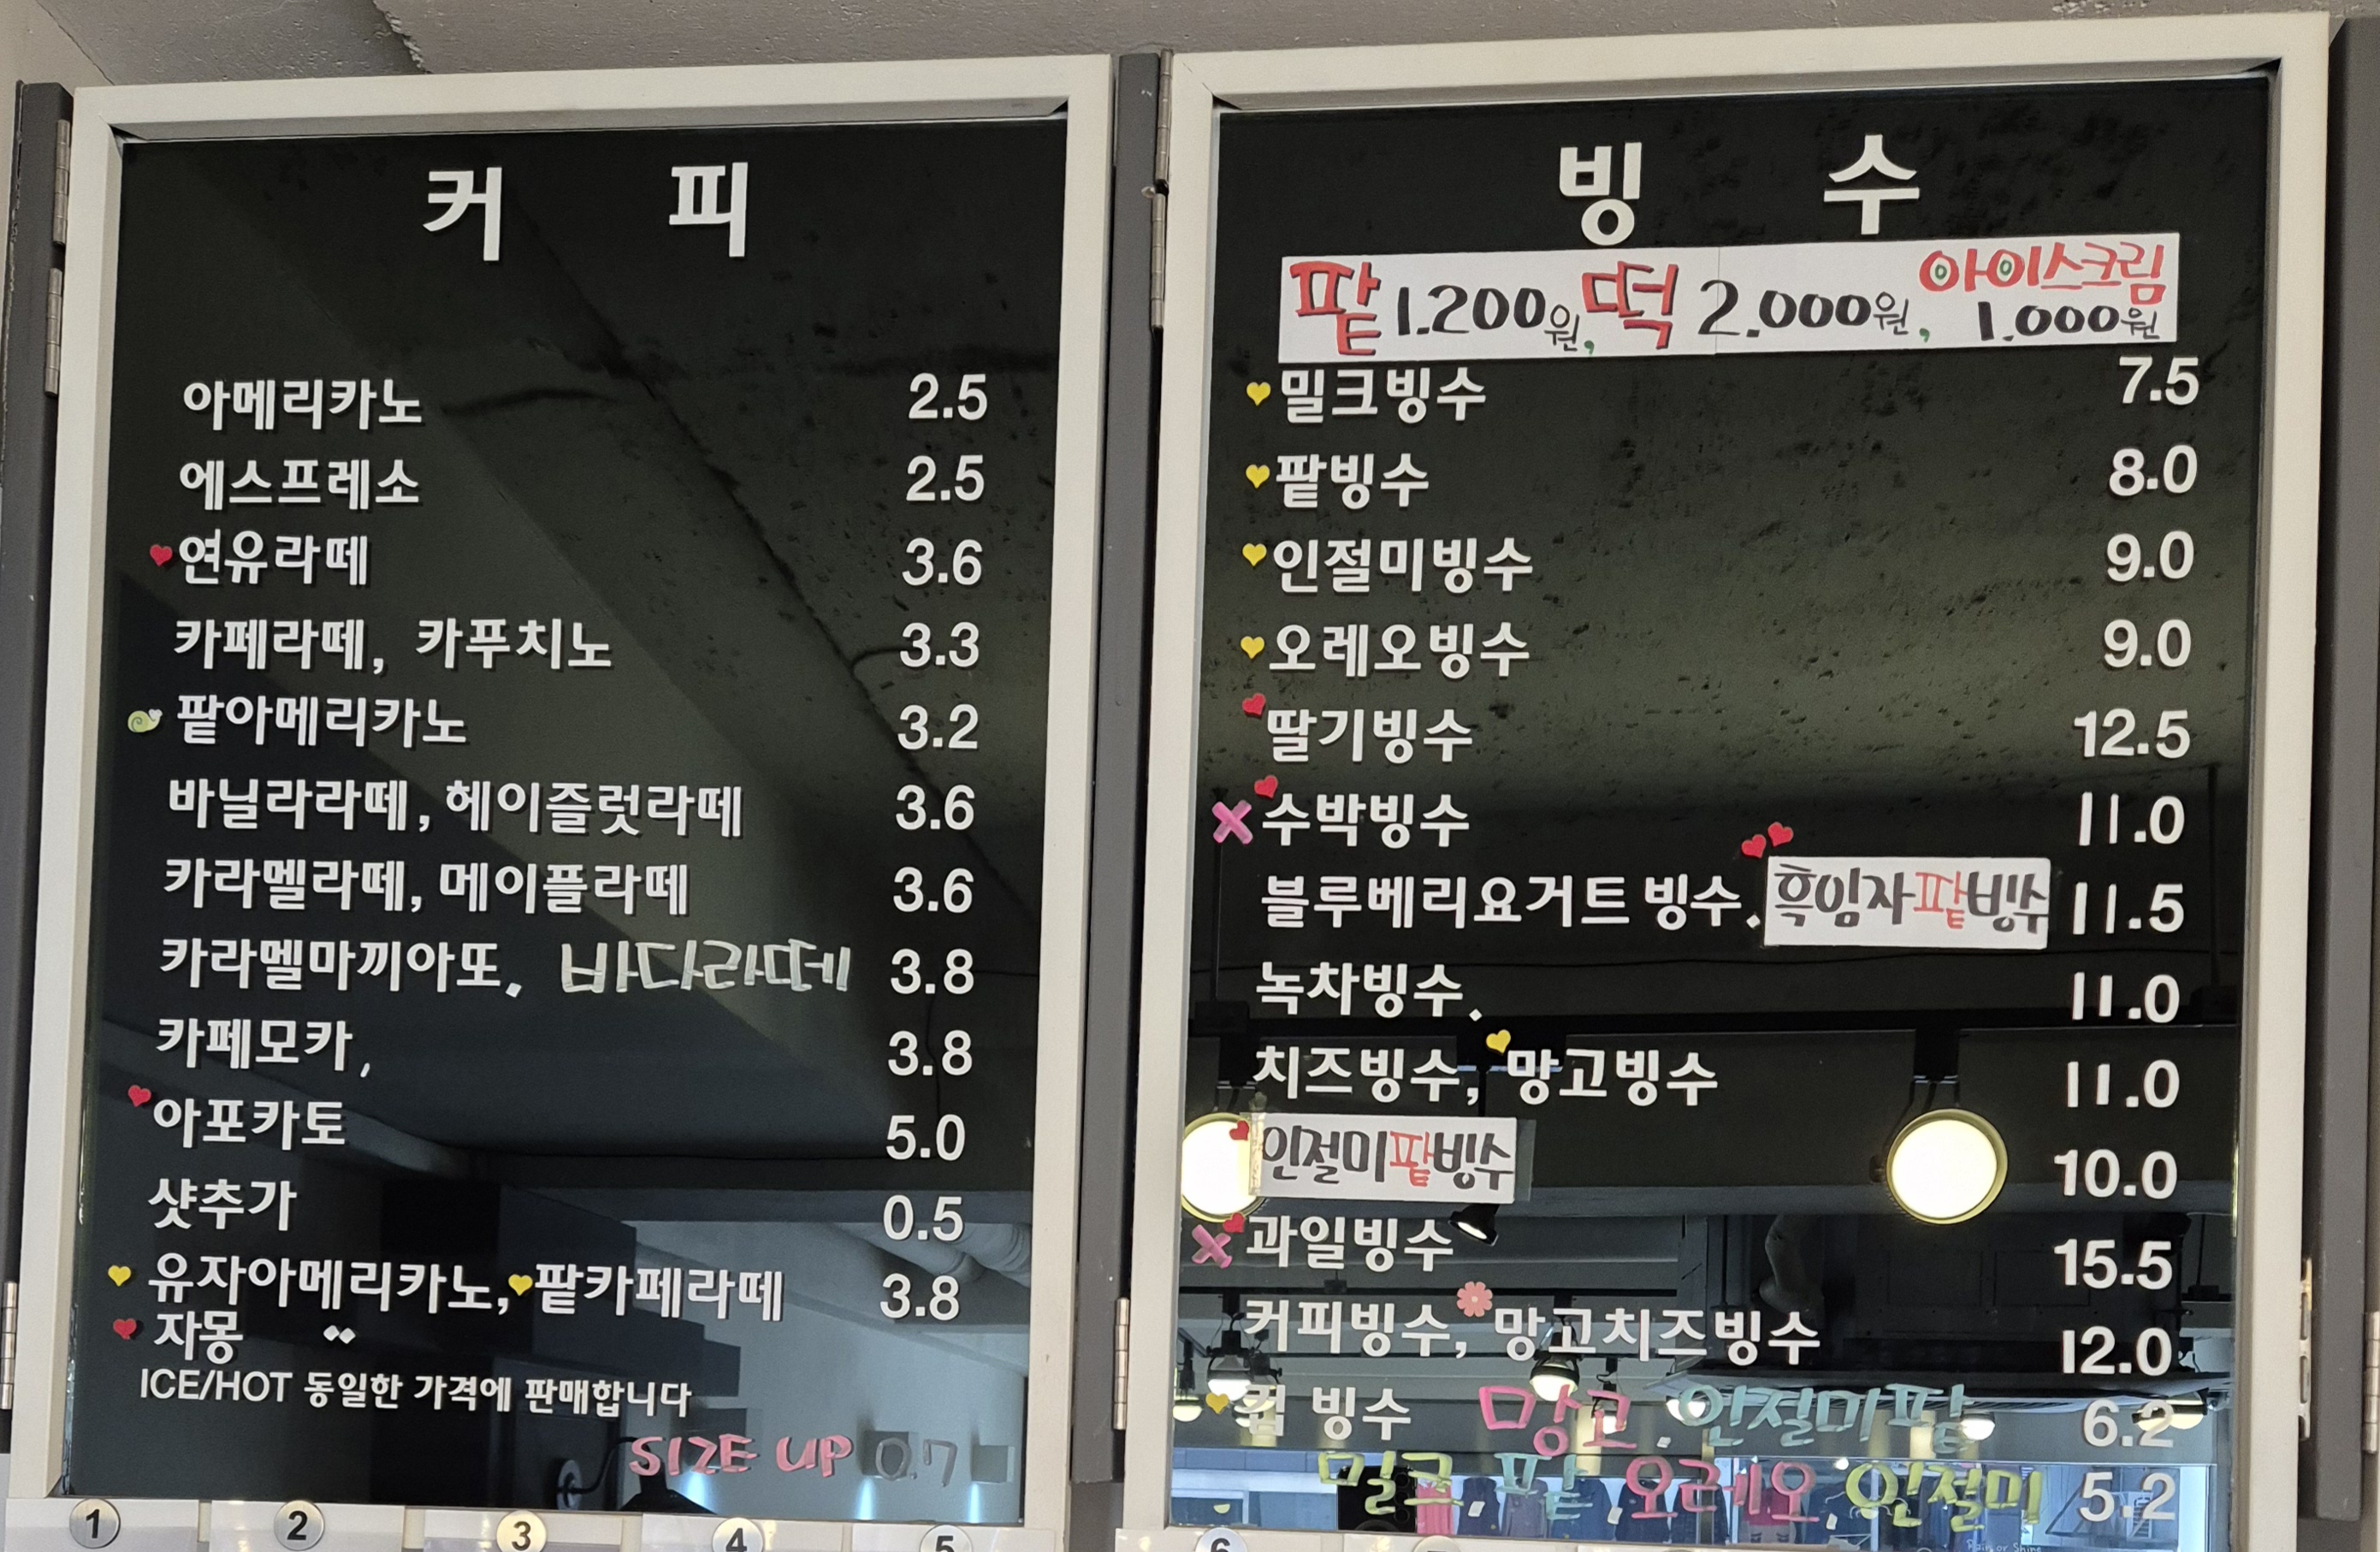 커 피
아메리카노 2.5
에스프레소 2.5
연유라떼 3.6
카페라떼, 카푸치노 3.3
팥아메리카노 3.2
바닐라라떼, 헤이즐럿라떼 3.6
카라멜라떼, 메이플라떼 3.6
카라멜마끼아또. 바다라떼 3.8
카페모카, 3.8
아포카토 5.0
샷추가 0.5
유자아메리카노, 팥카페라떼 3.8
자몽 〃
ICE/HOT 동일한 가격에 판매합니다
SIZE UP 0.7
1 2 3 4 5
빙 수
팥 1.200원, 떡 2.000원, 아이스크림 1.000원
밀크빙수 7.5
팥빙수 8.0
인절미빙수 9.0
오레오빙수 9.0
딸기빙수 12.5
수박빙수 11.0
블루베리요거트 빙수. 흑임자팥빙수 11.5
녹차빙수. 11.0
치즈빙수, 망고빙수 11.0
인절미팥빙수 10.0
과일빙수 15.5
커피빙수, 망고치즈빙수 12.0
컵 빙수 망고. 인절미팥 6.2
밀크. 팥. 오레오. 인절미 5.2
6